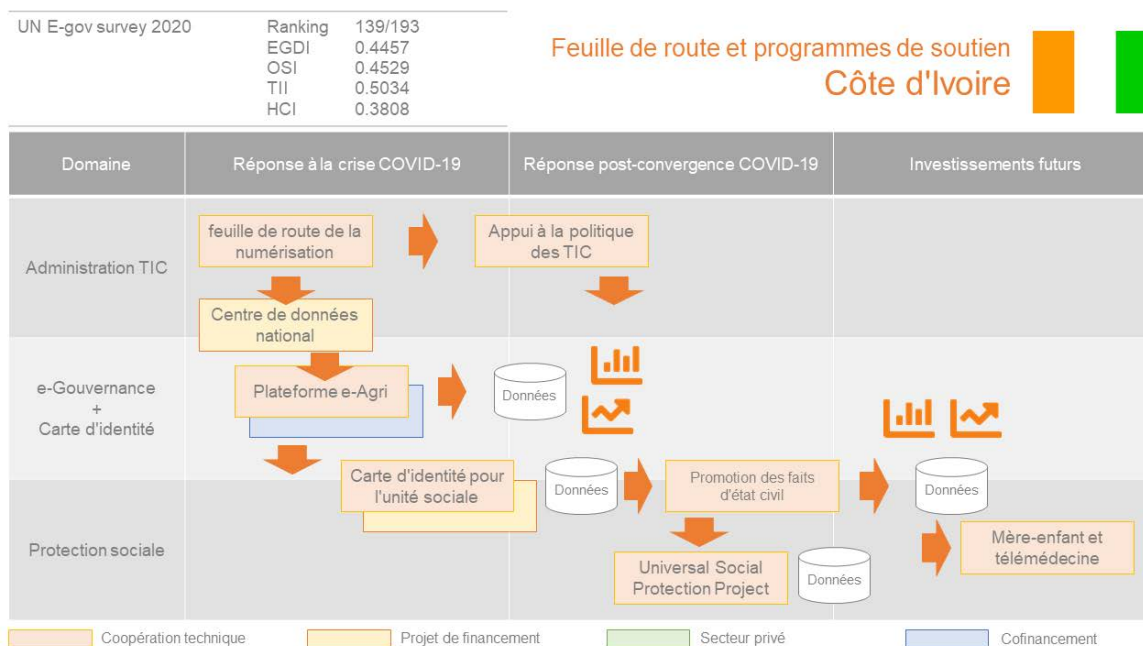 UN E-gov survey 2020
Ranking 139/193
EGDI 0.4457
OSI 0.4529
TII 0.5034
HCI 0.3808
Feuille de route et programmes de soutien
Côte d'Ivoire
Domaine
Réponse à la crise COVID-19
Réponse post-convergence COVID-19
Investissements futurs
Administration TIC
feuille de route de la
numérisation
Appui à la politique
des TIC
Centre de données
national
e-Gouvernance
+
Carte d'identité
Plateforme e-Agri
Données
Carte d'identité pour
l'unité sociale
Données
Promotion des faits
d'état civil
Données
Protection sociale
Universal Social
Protection Project
Données
Mère-enfant et
télémédecine
Coopération technique
Projet de financement
Secteur privé
Cofinancement